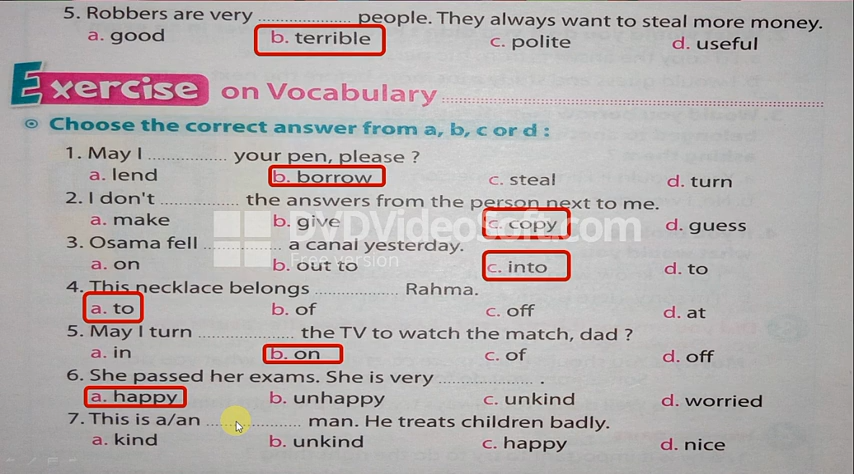 5. Robbers are very .................... people. They always want to steal more money.
a. good b. terrible c. polite d. useful
Exercise on Vocabulary
Choose the correct answer from a, b, c or d :
1. May I ................. your pen, please ?
a. lend b. borrow c. steal d. turn
2. I don't ................. the answers from the person next to me.
a. make b. give c. copy d. guess
DVDVideoSoft.com
3. Osama fell ................. a canal yesterday.
Free version
a. on b. out to c. into d. to
4. This necklace belongs ................. Rahma.
a. to b. of c. off d. at
5. May I turn .................... the TV to watch the match, dad ?
a. in b. on c. of d. off
6. She passed her exams. She is very .................... .
a. happy b. unhappy c. unkind d. worried
7. This is a/an .................... man. He treats children badly.
a. kind b. unkind c. happy d. nice